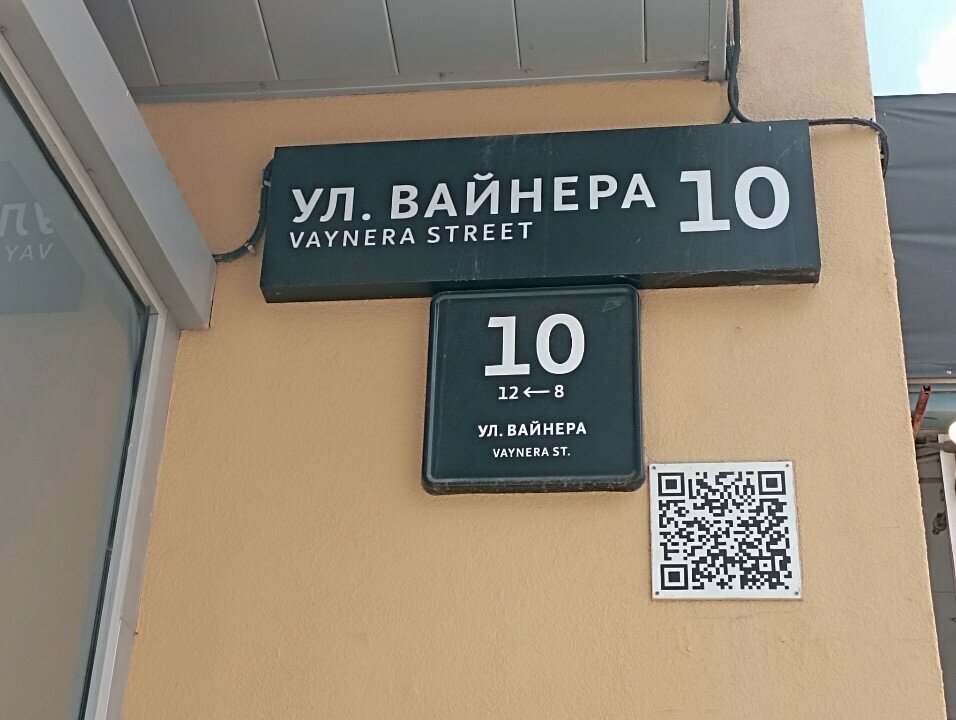 УЛ. ВАЙНЕРА 10
VAYNERA STREET
10
12 ← 8
УЛ. ВАЙНЕРА
VAYNERA ST.